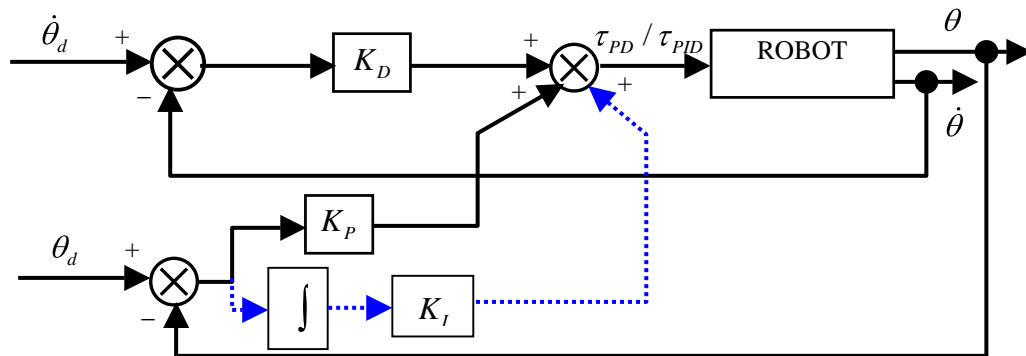 θ̇_d
+
−
K_D
+
+
+
τ_PD / τ_PID
ROBOT
θ
θ̇
K_P
θ_d
+
−
∫
K_I